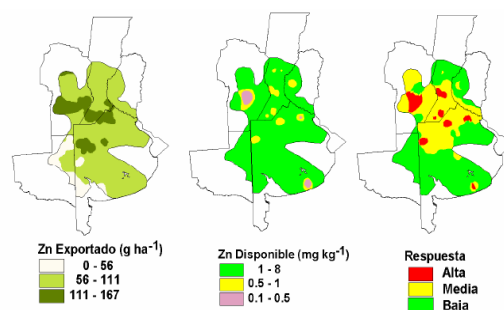 Zn Exportado (g ha-1)
0 - 56
56 - 111
111 - 167
Zn Disponible (mg kg-1)
1 - 8
0.5 - 1
0.1 - 0.5
Respuesta
Alta
Media
Baja